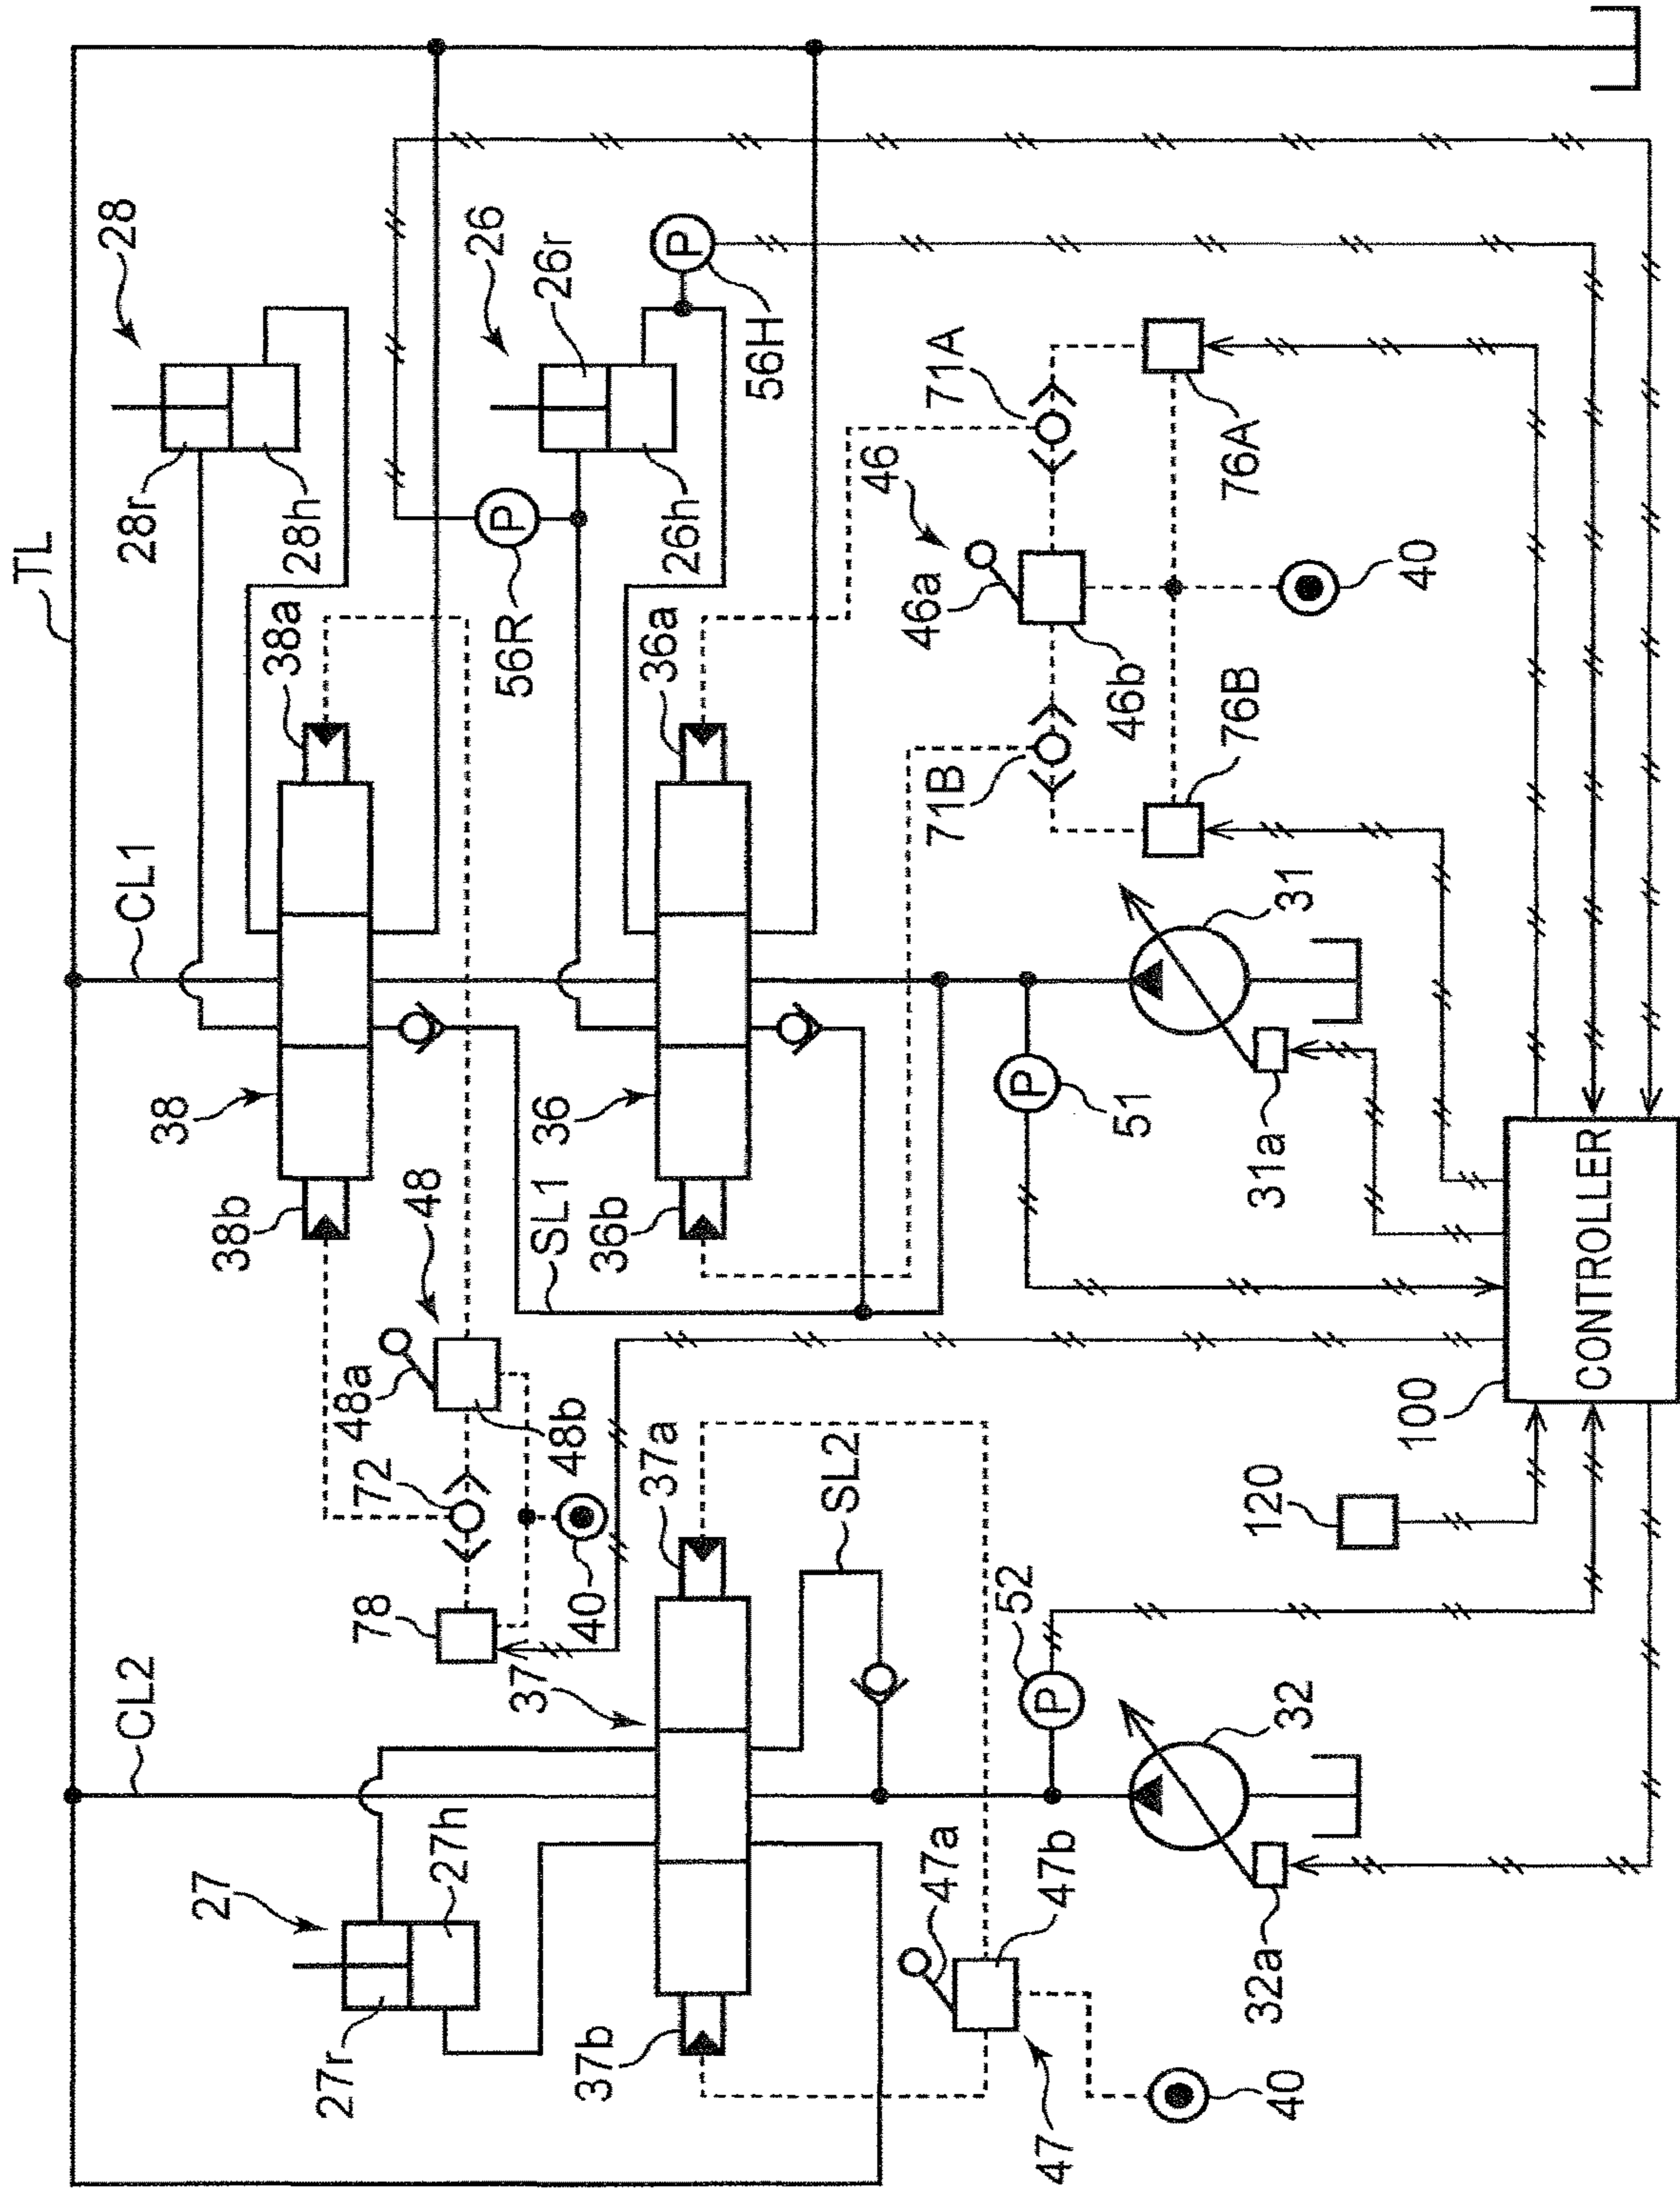 TL
28
28r
28h
38a
CL1
38
38b
26
26r
56H
56R
26h
36a
36
36b
SL1
48
48a
48b
72
78
40
CL2
37
37a
SL2
27
27h
27r
37b
47a
47b
47
40
71A
46
46a
46b
76A
40
71B
76B
31
51
31a
52
32
32a
120
100
CONTROLLER
P
P
P
P